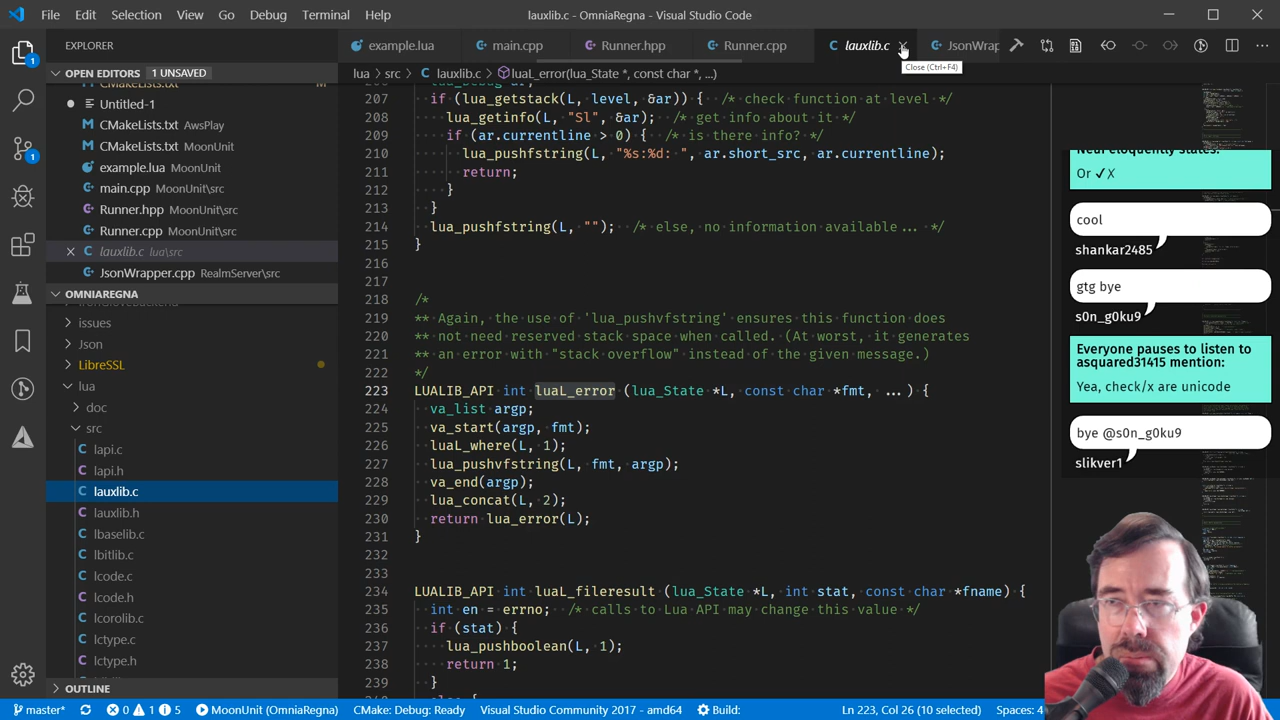 File Edit Selection View Go Debug Terminal Help
lauxlib.c - OmniaRegna - Visual Studio Code
EXPLORER
OPEN EDITORS 1 UNSAVED
CMakeLists.txt M
Untitled-1
CMakeLists.txt AwsPlay
CMakeLists.txt MoonUnit
example.lua MoonUnit
main.cpp MoonUnit\src
Runner.hpp MoonUnit\src
Runner.cpp MoonUnit\src
lauxlib.c lua\src
JsonWrapper.cpp RealmServer\src
OMNIAREGNA
issues
Json
LibreSSL
lua
doc
src
lapi.c
lapi.h
lauxlib.c
lauxlib.h
lbaselib.c
lbitlib.c
lcode.c
lcode.h
lcorolib.c
lctype.c
lctype.h
OUTLINE
example.lua main.cpp Runner.hpp Runner.cpp lauxlib.c JsonWrap
Close (Ctrl+F4)
lua > src > lauxlib.c > luaL_error(lua_State *, const char *, ...)
207 if (lua_getstack(L, level, &ar)) { /* check function at level */
208 lua_getinfo(L, "Sl", &ar); /* get info about it */
209 if (ar.currentline > 0) { /* is there info? */
210 lua_pushfstring(L, "%s:%d: ", ar.short_src, ar.currentline);
211 return;
212 }
213 }
214 lua_pushfstring(L, ""); /* else, no information available... */
215 }
216
217
218 /*
219 ** Again, the use of 'lua_pushvfstring' ensures this function does
220 ** not need reserved stack space when called. (At worst, it generates
221 ** an error with "stack overflow" instead of the given message.)
222 */
223 LUALIB_API int luaL_error (lua_State *L, const char *fmt, ...) {
224 va_list argp;
225 va_start(argp, fmt);
226 luaL_where(L, 1);
227 lua_pushvfstring(L, fmt, argp);
228 va_end(argp);
229 lua_concat(L, 2);
230 return lua_error(L);
231 }
232
233
234 LUALIB_API int luaL_fileresult (lua_State *L, int stat, const char *fname) {
235 int en = errno; /* calls to Lua API may change this value */
236 if (stat) {
237 lua_pushboolean(L, 1);
238 return 1;
239 }
else {
eloquently states:
Or ✓✗
cool
shankar2485
gtg bye
s0n_g0ku9
Everyone pauses to listen to
asquared31415 mention:
Yea, check/x are unicode
bye @s0n_g0ku9
slikver1
master* 0 1 5 MoonUnit (OmniaRegna) CMake: Debug: Ready Visual Studio Community 2017 - amd64 Build: Ln 223, Col 26 (10 selected) Spaces: 4